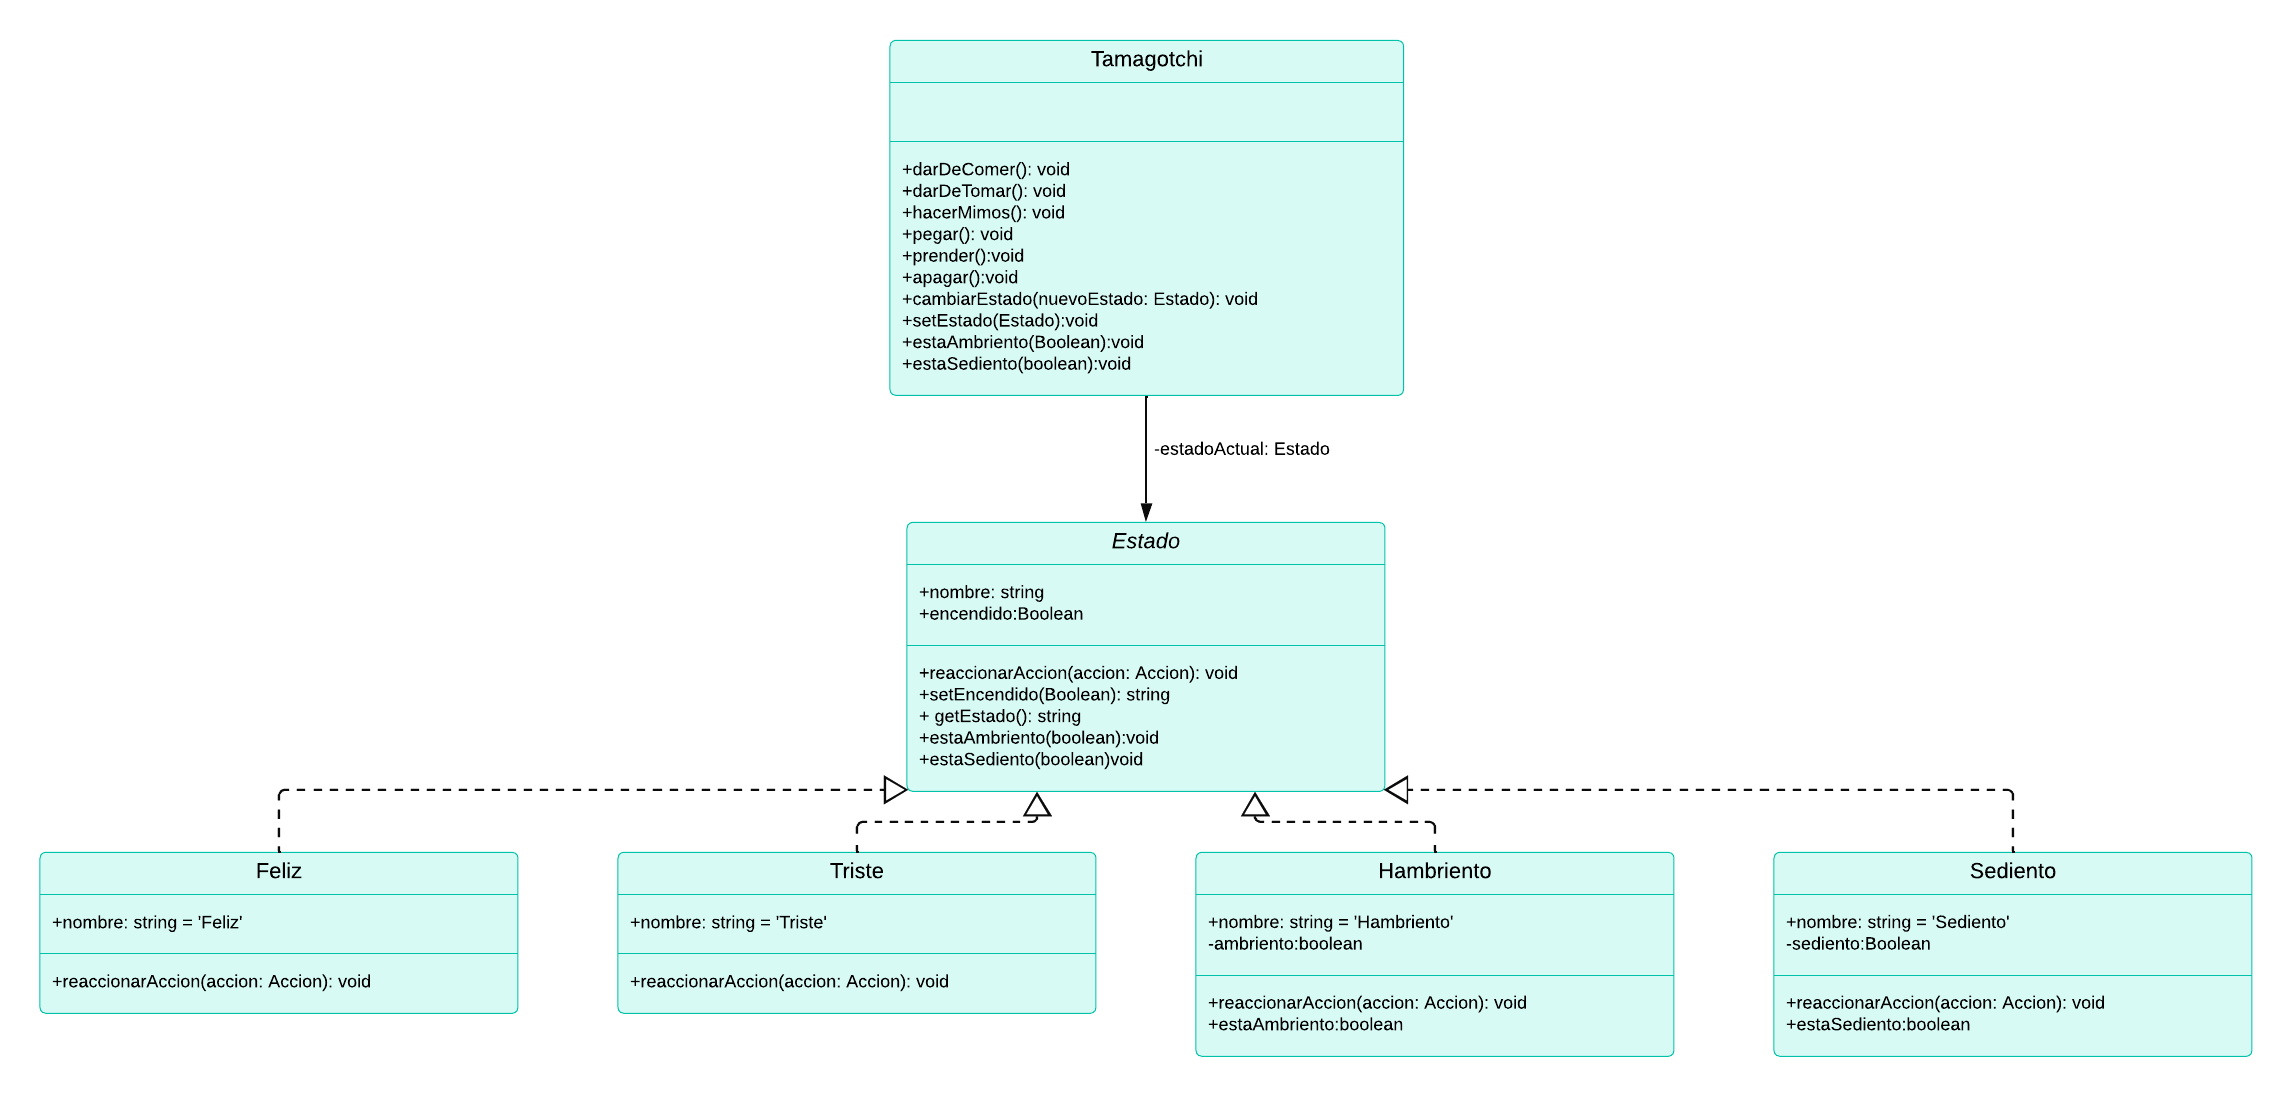 Tamagotchi
+darDeComer(): void
+darDeTomar(): void
+hacerMimos(): void
+pegar(): void
+prender():void
+apagar():void
+cambiarEstado(nuevoEstado: Estado): void
+setEstado(Estado):void
+estaAmbriento(Boolean):void
+estaSediento(boolean):void
-estadoActual: Estado
Estado
+nombre: string
+encendido:Boolean
+reaccionarAccion(accion: Accion): void
+setEncendido(Boolean): string
+ getEstado(): string
+estaAmbriento(boolean):void
+estaSediento(boolean)void
Feliz
+nombre: string = 'Feliz'
+reaccionarAccion(accion: Accion): void
Triste
+nombre: string = 'Triste'
+reaccionarAccion(accion: Accion): void
Hambriento
+nombre: string = 'Hambriento'
-ambriento:boolean
+reaccionarAccion(accion: Accion): void
+estaAmbriento:boolean
Sediento
+nombre: string = 'Sediento'
-sediento:Boolean
+reaccionarAccion(accion: Accion): void
+estaSediento:boolean